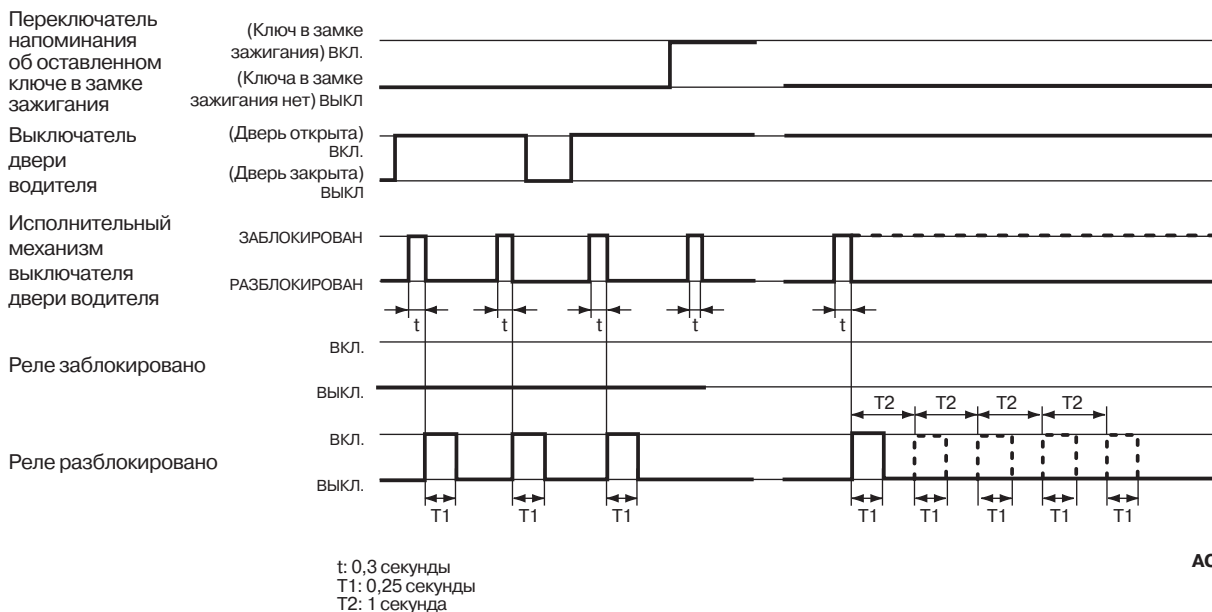 Переключатель
напоминания
об оставленном
ключе в замке
зажигания
(Ключ в замке
зажигания) ВКЛ.
(Ключа в замке
зажигания нет) ВЫКЛ
Выключатель
двери
водителя
(Дверь открыта)
ВКЛ.
(Дверь закрыта)
ВЫКЛ
Исполнительный
механизм
выключателя
двери водителя
ЗАБЛОКИРОВАН
РАЗБЛОКИРОВАН
t t t t t
Реле заблокировано
ВКЛ.
ВЫКЛ.
T2 T2 T2 T2
Реле разблокировано
ВКЛ.
ВЫКЛ.
T1 T1 T1 T1 T1 T1 T1 T1
t: 0,3 секунды
T1: 0,25 секунды
T2: 1 секунда